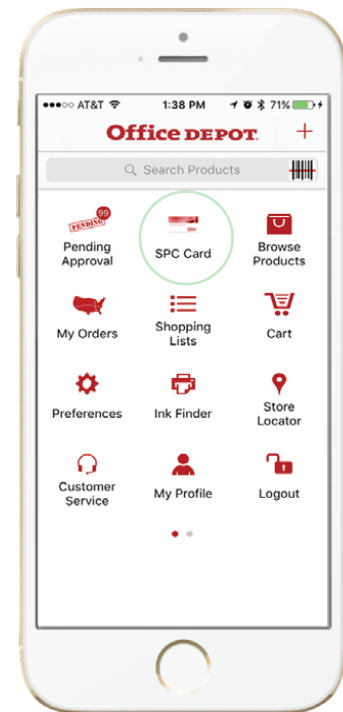 AT&T 1:38 PM 71%
Office DEPOT.
Search Products
99
PENDING
Pending
Approval
SPC Card
Browse
Products
My Orders
Shopping
Lists
Cart
Preferences
Ink Finder
Store
Locator
Customer
Service
My Profile
Logout